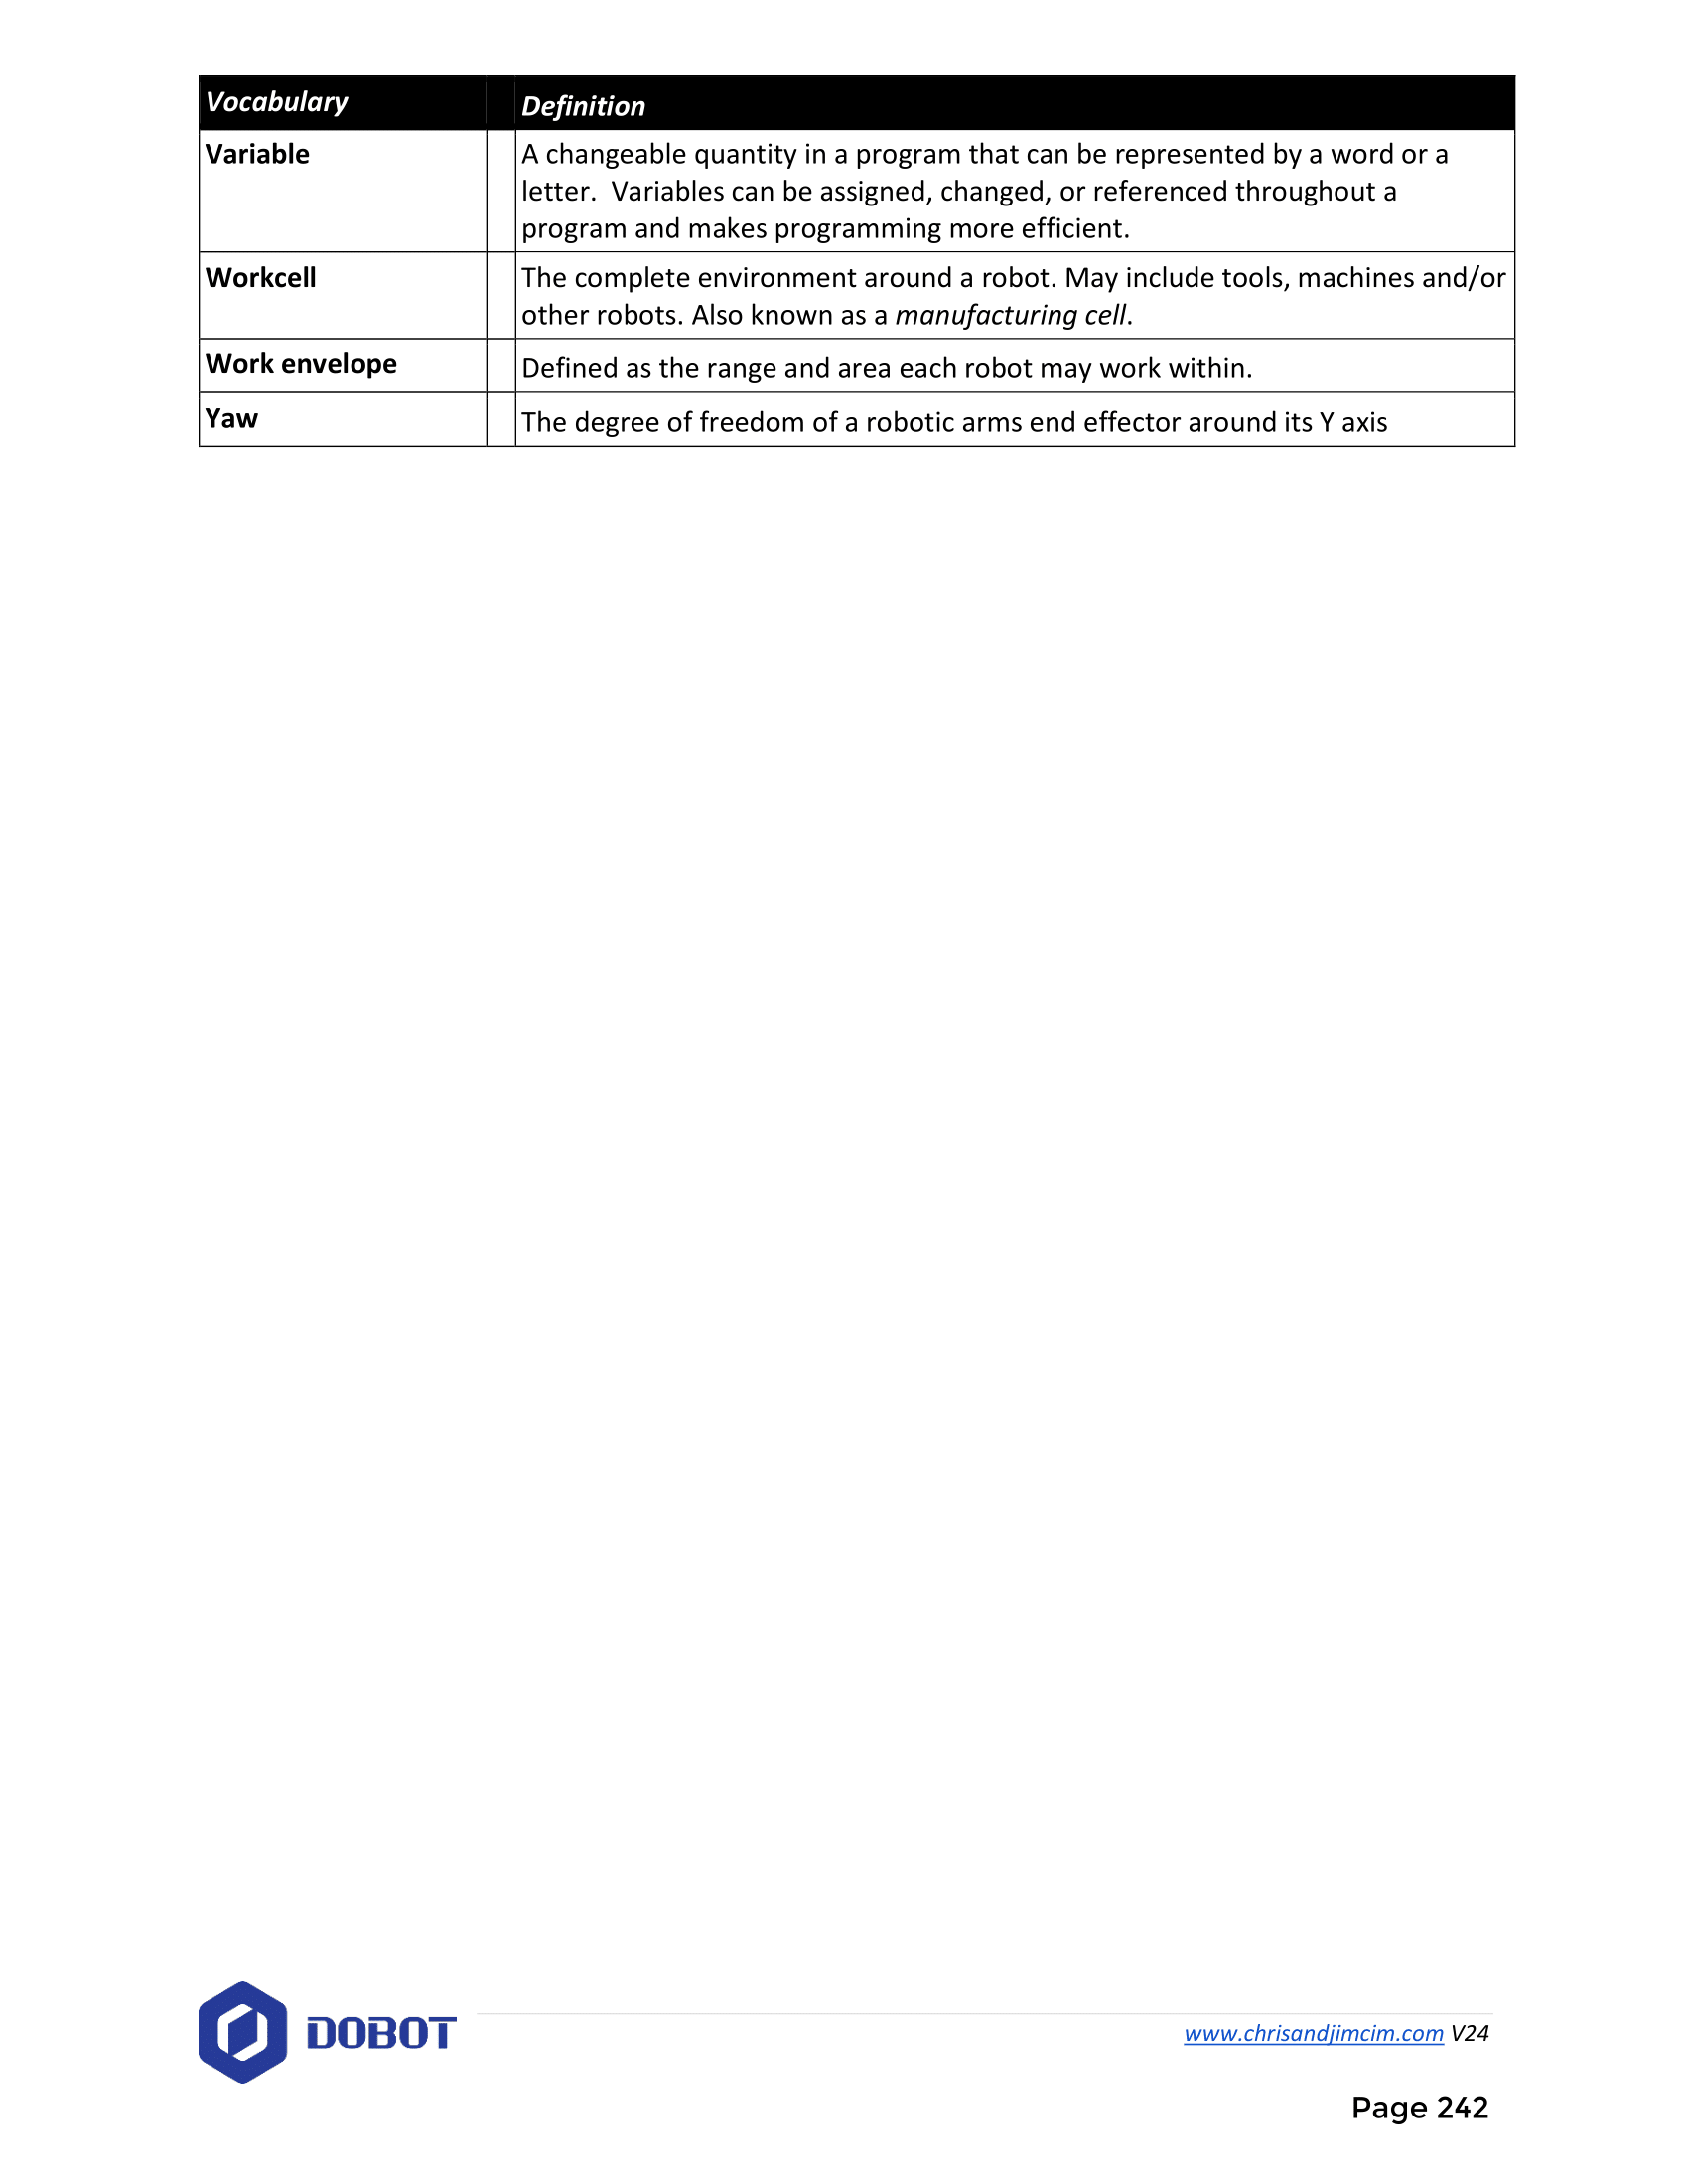 Vocabulary Definition
Variable A changeable quantity in a program that can be represented by a word or a
letter.  Variables can be assigned, changed, or referenced throughout a
program and makes programming more efficient.
Workcell The complete environment around a robot. May include tools, machines and/or
other robots. Also known as a manufacturing cell.
Work envelope Defined as the range and area each robot may work within.
Yaw The degree of freedom of a robotic arms end effector around its Y axis
DOBOT
www.chrisandjimcim.com V24
Page 242